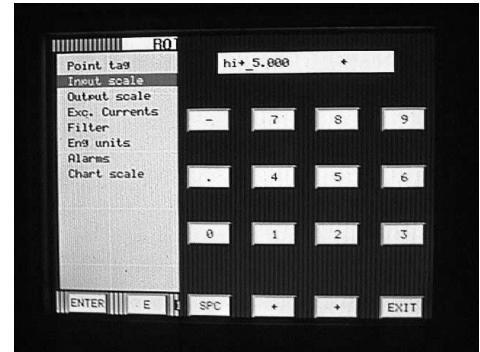 RO
Point tag
Input scale
Output scale
Exc. Currents
Filter
Eng units
Alarms
Chart scale
hi→_5.000 ←
- 7 8 9
. 4 5 6
0 1 2 3
ENTER E SPC ← → EXIT